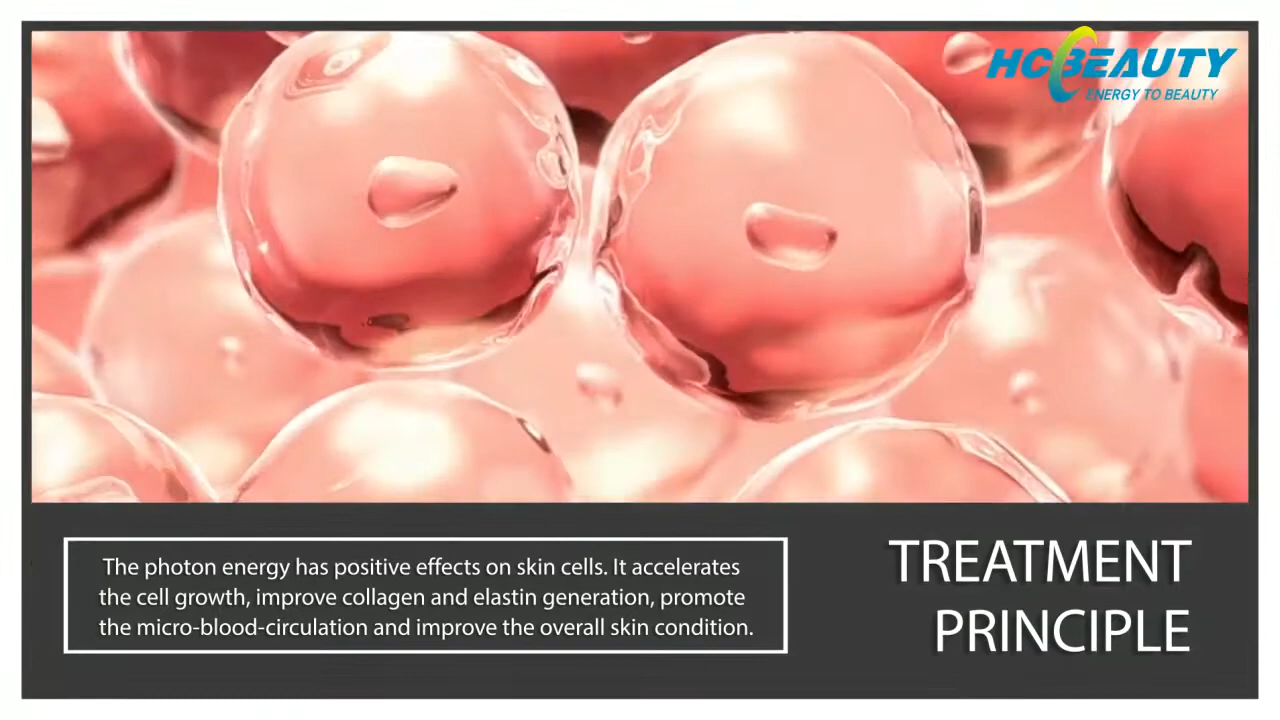 HCBEAUTY
ENERGY TO BEAUTY
The photon energy has positive effects on skin cells. It accelerates
the cell growth, improve collagen and elastin generation, promote
the micro-blood-circulation and improve the overall skin condition.
TREATMENT
PRINCIPLE